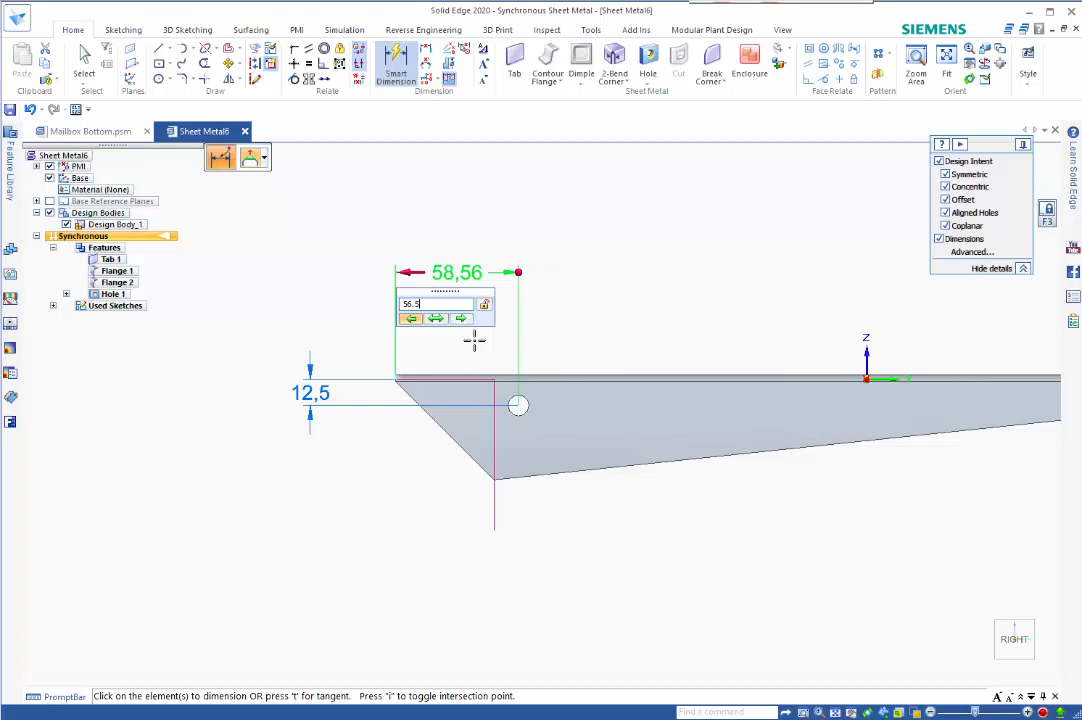 Solid Edge 2020 - Synchronous Sheet Metal - [Sheet Metal6]
Home Sketching 3D Sketching Surfacing PMI Simulation Reverse Engineering 3D Print Inspect Tools Add Ins Modular Plant Design View
SIEMENS
Paste
Select
Smart Dimension
Tab
Contour Flange
Dimple
2-Bend Corner
Hole
Cut
Break Corner
Enclosure
Zoom Area
Fit
Style
Clipboard Select Planes Draw Relate Dimension Sheet Metal Face Relate Pattern Orient Style
Mailbox Bottom.psm
Sheet Metal6
Feature Library
Sheet Metal6
PMI
Base
Material (None)
Base Reference Planes
Design Bodies
Design Body_1
Synchronous
Features
Tab 1
Flange 1
Flange 2
Hole 1
Used Sketches
Design Intent
Symmetric
Concentric
Offset
Aligned Holes
Coplanar
Dimensions
Advanced...
Hide details
F3
Learn Solid Edge
You Tube
58,56
56.5
12,5
Z
RIGHT
PromptBar
Click on the element(s) to dimension OR press 't' for tangent. Press "i" to toggle intersection point.
Find a command